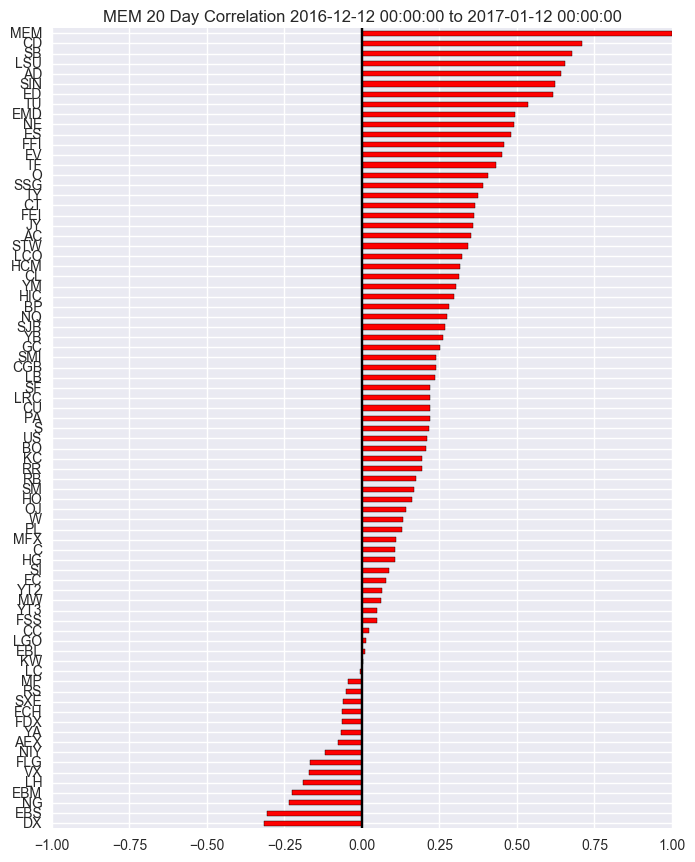 MEM 20 Day Correlation 2016-12-12 00:00:00 to 2017-01-12 00:00:00
MEM
CD
SB
LSU
AD
SIN
ED
TU
EMD
NE
ES
FFI
FV
TF
O
SSG
TY
CT
FEI
JY
AC
STW
LCO
HCM
CL
YM
HIC
BP
NQ
SJB
YB
GC
SMI
CGB
LB
SF
LRC
CU
PA
S
US
BO
KC
RR
RB
SM
HO
OJ
W
PL
MFX
C
HG
SI
FC
YT2
MW
YT3
FSS
CC
LGO
EBL
KW
LC
MP
RS
SXE
FCH
FDX
YA
AEX
NIY
FLG
VX
LH
EBM
NG
EBS
DX
−1.00 −0.75 −0.50 −0.25 0.00 0.25 0.50 0.75 1.00